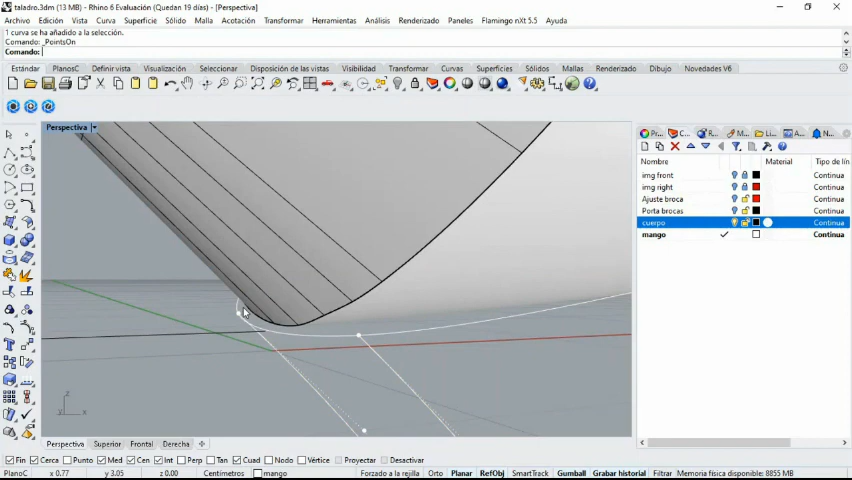 taladro.3dm (13 MB) - Rhino 6 Evaluación (Quedan 19 días) - [Perspectiva]
Archivo Edición Vista Curva Superficie Sólido Malla Acotación Transformar Herramientas Análisis Renderizado Paneles Flamingo nXt 5.5 Ayuda
1 curva se ha añadido a la selección.
Comando: _PointsOn
Comando:
Estándar PlanosC Definir vista Visualización Seleccionar Disposición de vistas Visibilidad Transformar Curvas Superficies Sólidos Mallas Renderizado Dibujo Novedades V6
Perspectiva
Pr... C... R... M... Li... A... N...
Nombre Material Tipo de lín
img front Continua
img right Continua
Ajuste broca Continua
Porta brocas Continua
cuerpo Continua
mango Continua
z
y x
Perspectiva Superior Frontal Derecha
Fin Cerca Punto Med Cen Int Perp Tan Cuad Nodo Vértice Proyectar Desactivar
PlanoC x 0.77 y 3.05 z 0.00 Centímetros mango Forzado a la rejilla Orto Planar RefObj SmartTrack Gumball Grabar historial Filtrar Memoria física disponible: 8855 MB